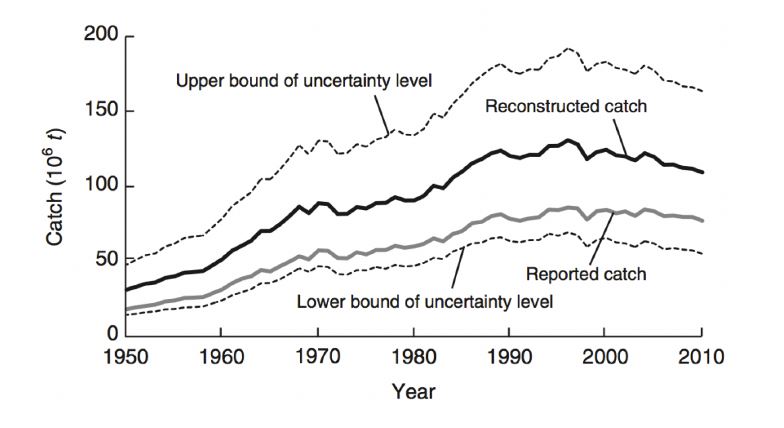 200
Upper bound of uncertainty level
150
Reconstructed catch
100
Catch (10⁶ t)
50
Reported catch
Lower bound of uncertainty level
0
1950 1960 1970 1980 1990 2000 2010
Year